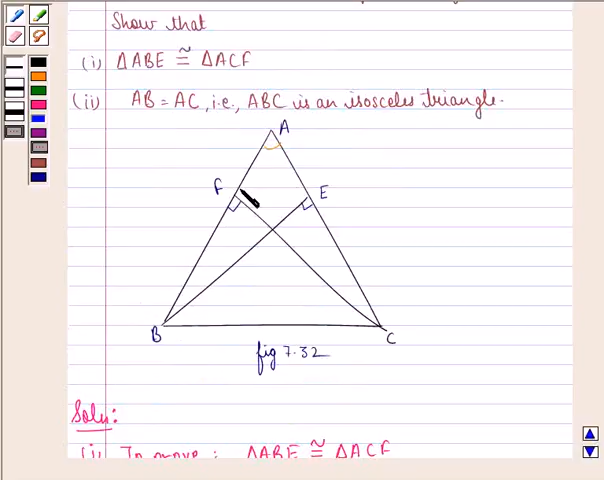 Show that
(i) ΔABE ≅ ΔACF
(ii) AB = AC, i.e., ABC is an isosceles triangle.
A
F
E
B
C
fig 7.32
Solu:
(i) To prove: ΔABE ≅ ΔACF